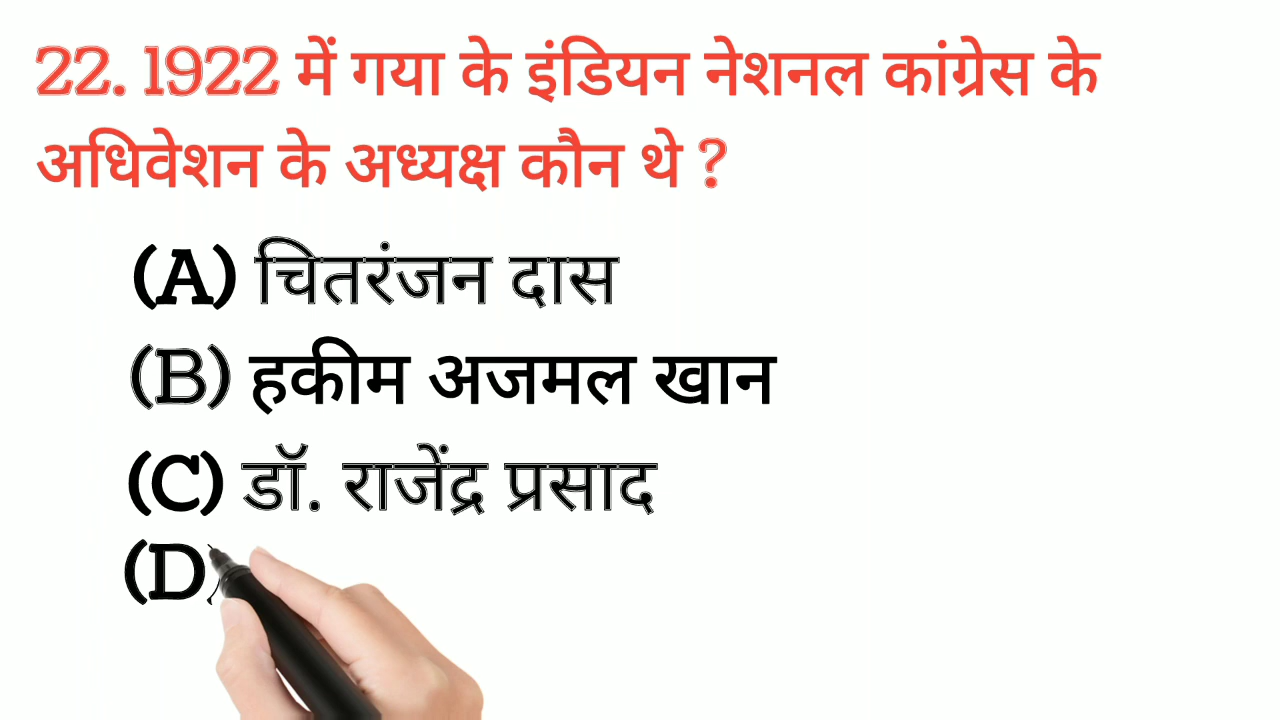 22. 1922 में गया के इंडियन नेशनल कांग्रेस के
अधिवेशन के अध्यक्ष कौन थे ?
(A) चितरंजन दास
(B) हकीम अजमल खान
(C) डॉ. राजेंद्र प्रसाद
(D)